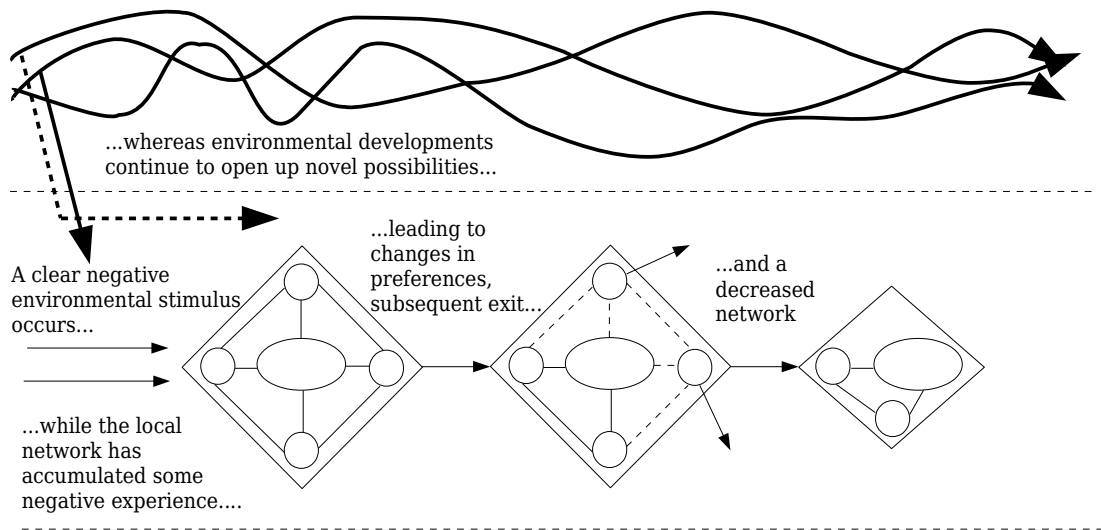 ...whereas environmental developments
continue to open up novel possibilities...
A clear negative
environmental stimulus
occurs...
...while the local
network has
accumulated some
negative experience....
...leading to
changes in
preferences,
subsequent exit...
...and a
decreased
network